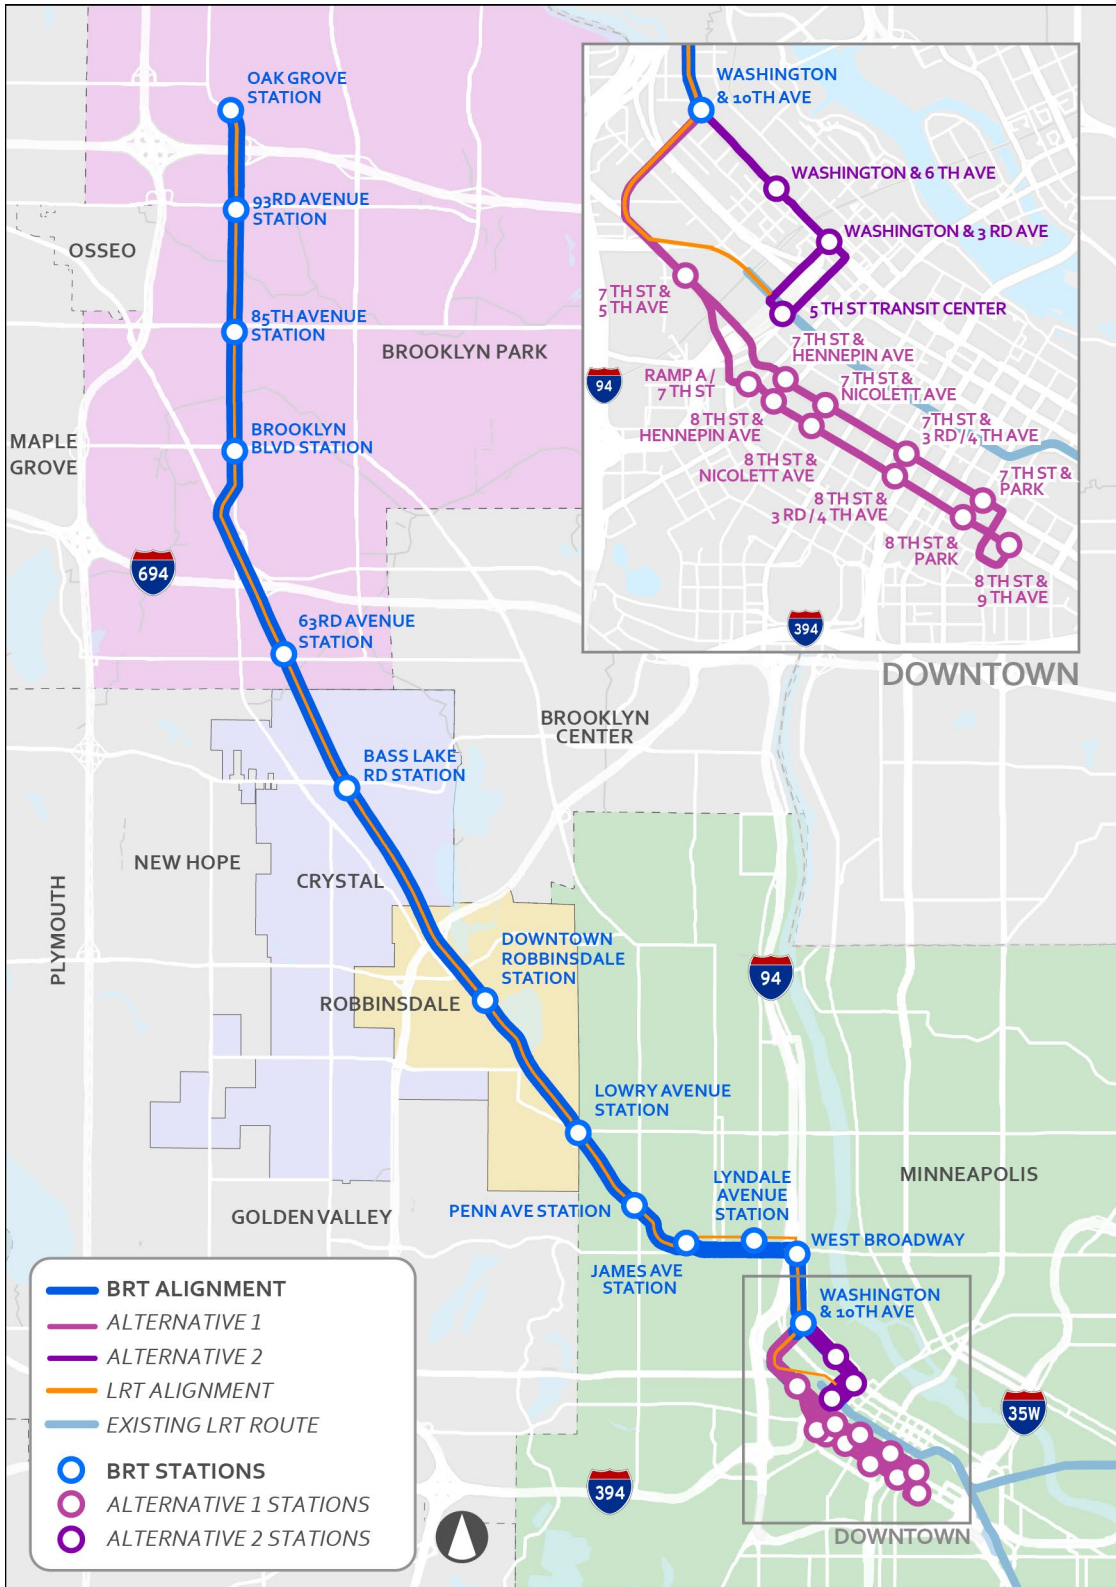 OAK GROVE
STATION
93RD AVENUE
STATION
OSSEO
85TH AVENUE
STATION
BROOKLYN PARK
BROOKLYN
BLVD STATION
MAPLE
GROVE
694
63RD AVENUE
STATION
BROOKLYN
CENTER
BASS LAKE
RD STATION
NEW HOPE
CRYSTAL
PLYMOUTH
DOWNTOWN
ROBBINSDALE
STATION
ROBBINSDALE
94
LOWRY AVENUE
STATION
MINNEAPOLIS
LYNDALE
AVENUE
STATION
PENN AVE STATION
GOLDEN VALLEY
WEST BROADWAY
JAMES AVE
STATION
WASHINGTON
& 10TH AVE
35W
394
DOWNTOWN
WASHINGTON
& 10TH AVE
WASHINGTON & 6 TH AVE
WASHINGTON & 3 RD AVE
7 TH ST &
5 TH AVE
5 TH ST TRANSIT CENTER
7 TH ST &
HENNEPIN AVE
94
RAMP A /
7 TH ST
7 TH ST &
NICOLETT AVE
8 TH ST &
HENNEPIN AVE
7 TH ST &
3 RD / 4 TH AVE
8 TH ST &
NICOLETT AVE
7 TH ST &
PARK
8 TH ST &
3 RD / 4 TH AVE
8 TH ST &
PARK
8 TH ST &
9 TH AVE
394
DOWNTOWN
BRT ALIGNMENT
ALTERNATIVE 1
ALTERNATIVE 2
LRT ALIGNMENT
EXISTING LRT ROUTE
BRT STATIONS
ALTERNATIVE 1 STATIONS
ALTERNATIVE 2 STATIONS